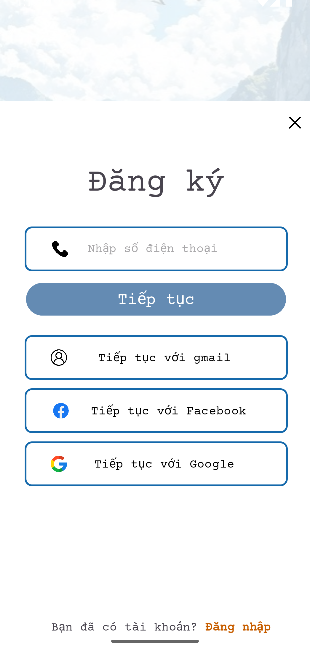 Đăng ký
Nhập số điện thoại
Tiếp tục
Tiếp tục với gmail
Tiếp tục với Facebook
Tiếp tục với Google
Bạn đã có tài khoản? Đăng nhập